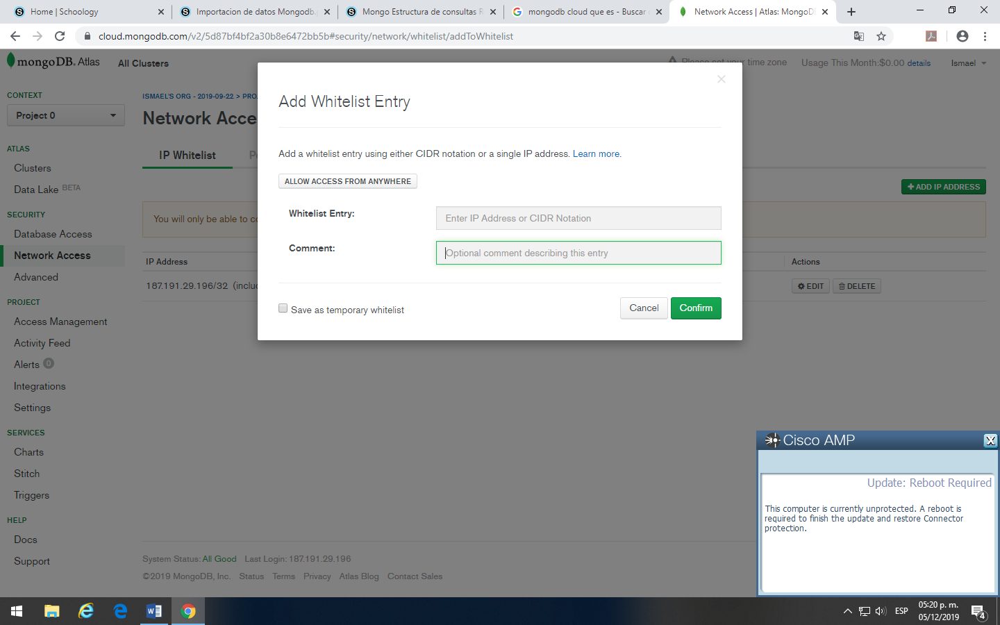 Home | Schoology
Importacion de datos Mongodb.
Mongo Estructura de consultas
mongodb cloud que es - Buscar
Network Access | Atlas: MongoD
cloud.mongodb.com/v2/5d87bf4bf2a30b8e6472bb5b#security/network/whitelist/addToWhitelist
mongoDB. Atlas
All Clusters
Please set your time zone
Usage This Month:$0.00 details
Ismael
CONTEXT
Project 0
ATLAS
Clusters
Data Lake BETA
SECURITY
Database Access
Network Access
Advanced
PROJECT
Access Management
Activity Feed
Alerts 0
Integrations
Settings
SERVICES
Charts
Stitch
Triggers
HELP
Docs
Support
ISMAEL'S ORG - 2019-09-22 > PRO
Network Acce
IP Whitelist
+ ADD IP ADDRESS
You will only be able to co
IP Address
Actions
187.191.29.196/32 (includ
EDIT
DELETE
Add Whitelist Entry
Add a whitelist entry using either CIDR notation or a single IP address. Learn more.
ALLOW ACCESS FROM ANYWHERE
Whitelist Entry:
Enter IP Address or CIDR Notation
Comment:
Optional comment describing this entry
Save as temporary whitelist
Cancel
Confirm
System Status: All Good Last Login: 187.191.29.196
©2019 MongoDB, Inc. Status Terms Privacy Atlas Blog Contact Sales
Cisco AMP
Update: Reboot Required
This computer is currently unprotected. A reboot is
required to finish the update and restore Connector
protection.
ESP
05:20 p. m.
05/12/2019
4